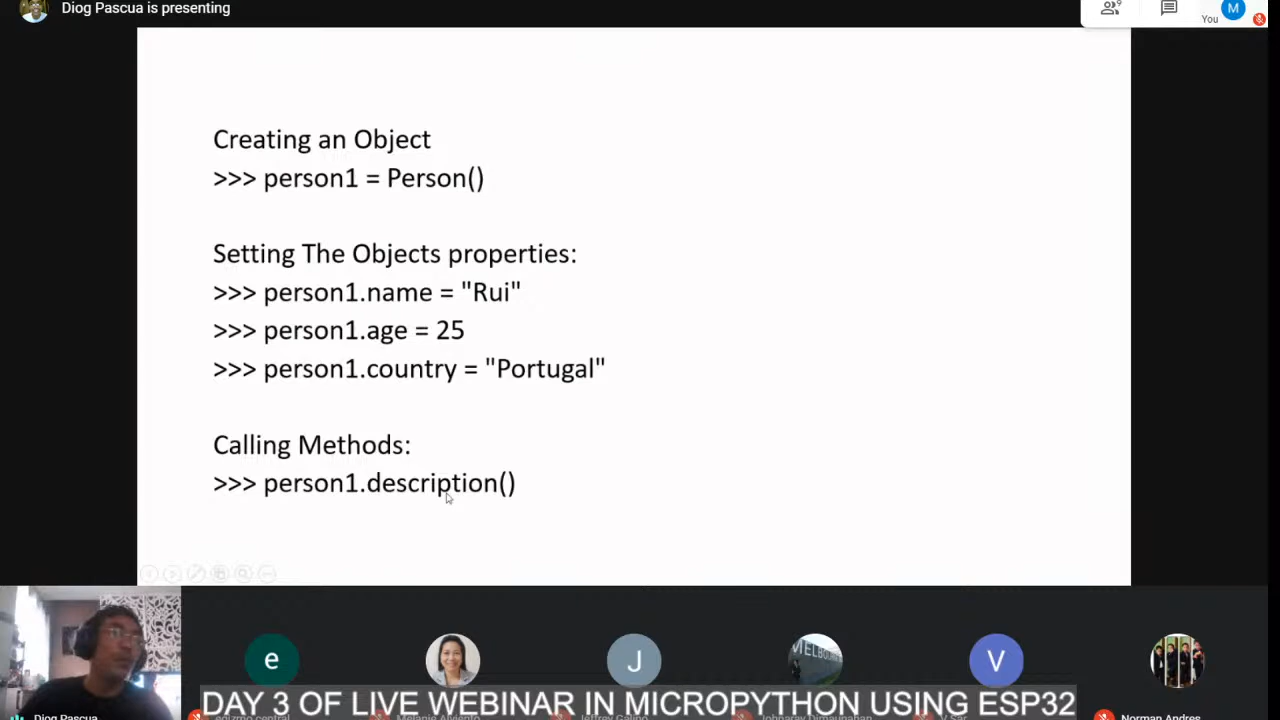 Diog Pascua is presenting
9
You
M
Creating an Object
>>> person1 = Person()
Setting The Objects properties:
>>> person1.name = "Rui"
>>> person1.age = 25
>>> person1.country = "Portugal"
Calling Methods:
>>> person1.description()
e
J
MELBOU
V
DAY 3 OF LIVE WEBINAR IN MICROPYTHON USING ESP32
Diog Pascua
Norman Andres